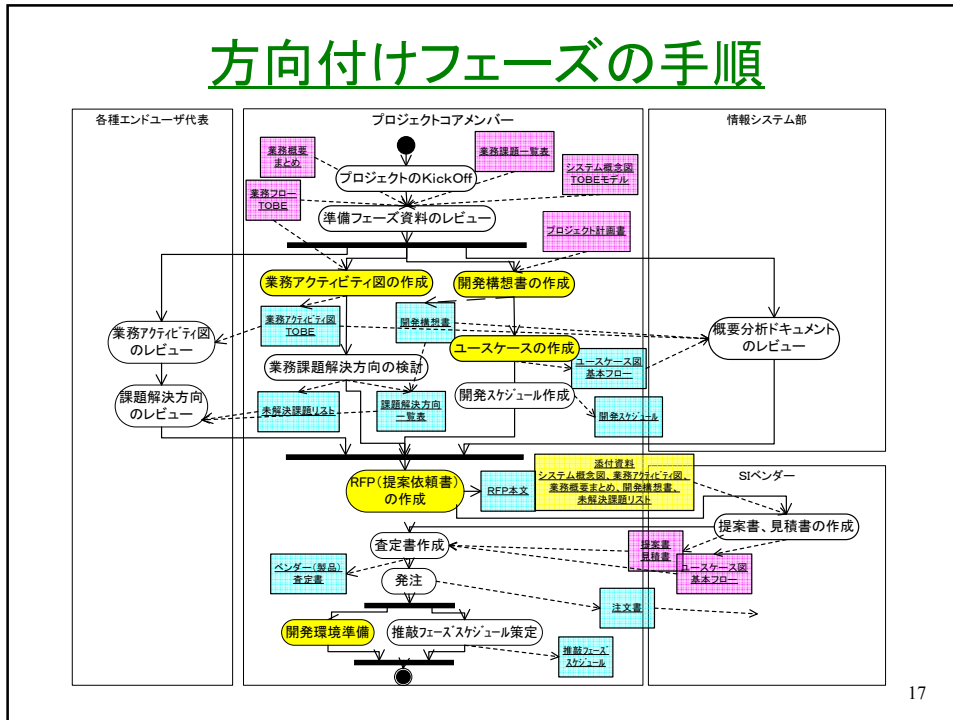 方向付けフェーズの手順
各種エンドユーザ代表
プロジェクトコアメンバー
情報システム部
業務概要
まとめ
業務課題一覧表
システム概念図
TOBEモデル
プロジェクトのKickOff
業務フロー
TOBE
準備フェーズ資料のレビュー
プロジェクト計画書
業務アクティビティ図の作成
開発構想書の作成
業務アクティビティ図
TOBE
開発構想書
業務アクティビティ図
のレビュー
概要分析ドキュメント
のレビュー
ユースケースの作成
業務課題解決方向の検討
ユースケース図
基本フロー
課題解決方向
のレビュー
未解決課題リスト
課題解決方向
一覧表
開発スケジュール作成
開発スケジュール
添付資料
システム概念図、業務アクティビティ図、
業務概要まとめ、開発構想書、
未解決課題リスト
SIベンダー
RFP(提案依頼書)
の作成
RFP本文
提案書、見積書の作成
査定書作成
提案書
見積書
ベンダー(製品)
査定書
ユースケース図
基本フロー
発注
注文書
開発環境準備
推敲フェーズスケジュール策定
推敲フェーズ
スケジュール
17